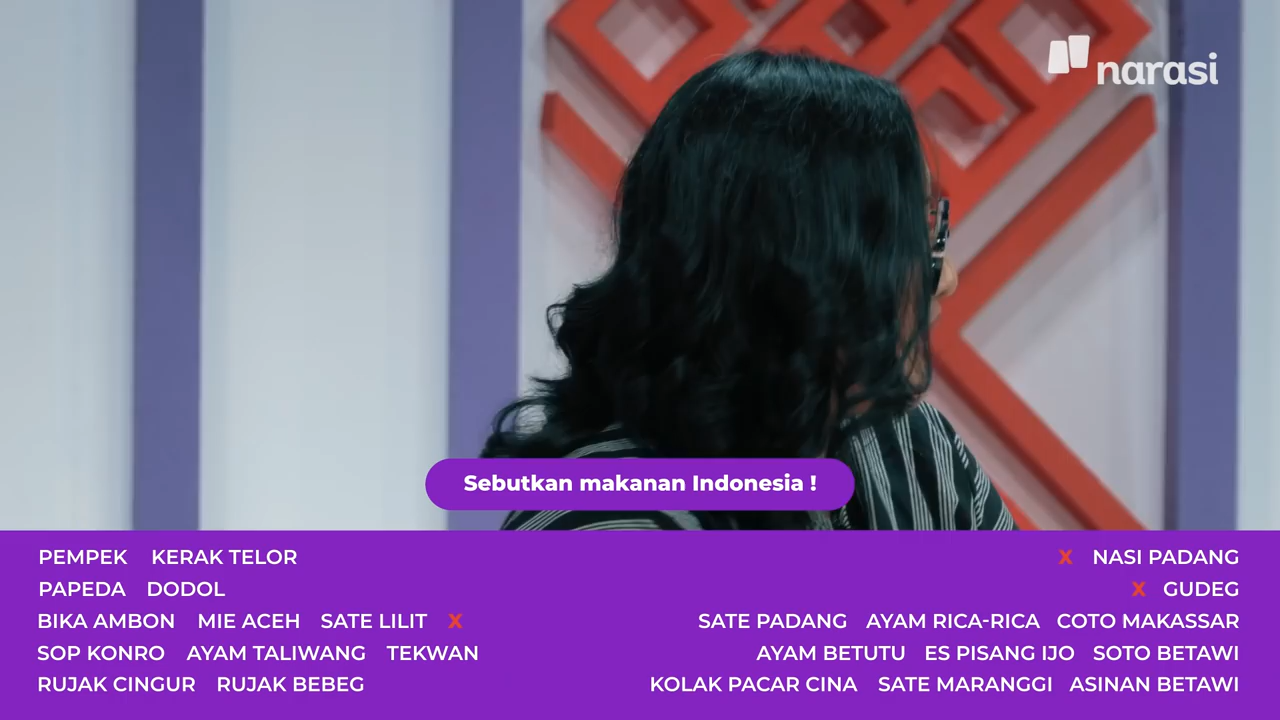 narasi
Sebutkan makanan Indonesia !
PEMPEK KERAK TELOR
PAPEDA DODOL
BIKA AMBON MIE ACEH SATE LILIT X
SOP KONRO AYAM TALIWANG TEKWAN
RUJAK CINGUR RUJAK BEBEG
X NASI PADANG
X GUDEG
SATE PADANG AYAM RICA-RICA COTO MAKASSAR
AYAM BETUTU ES PISANG IJO SOTO BETAWI
KOLAK PACAR CINA SATE MARANGGI ASINAN BETAWI